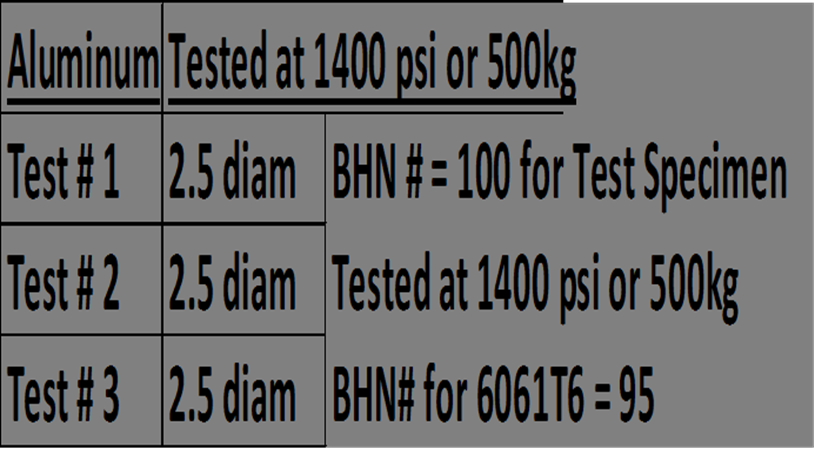 Aluminum Tested at 1400 psi or 500kg
Test # 1 2.5 diam BHN # = 100 for Test Specimen
Test # 2 2.5 diam Tested at 1400 psi or 500kg
Test # 3 2.5 diam BHN# for 6061T6 = 95